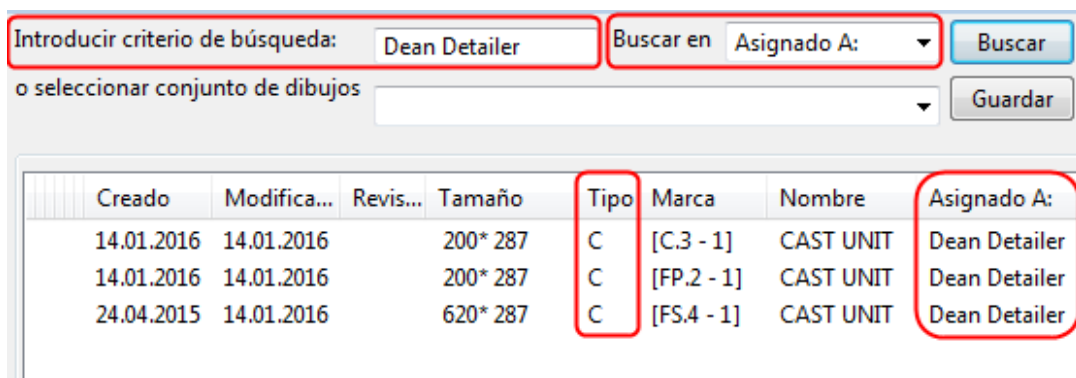 Introducir criterio de búsqueda: Dean Detailer Buscar en Asignado A: Buscar
o seleccionar conjunto de dibujos Guardar
Creado Modifica... Revis... Tamaño Tipo Marca Nombre Asignado A:
14.01.2016 14.01.2016 200* 287 C [C.3 - 1] CAST UNIT Dean Detailer
14.01.2016 14.01.2016 200* 287 C [FP.2 - 1] CAST UNIT Dean Detailer
24.04.2015 14.01.2016 620* 287 C [FS.4 - 1] CAST UNIT Dean Detailer